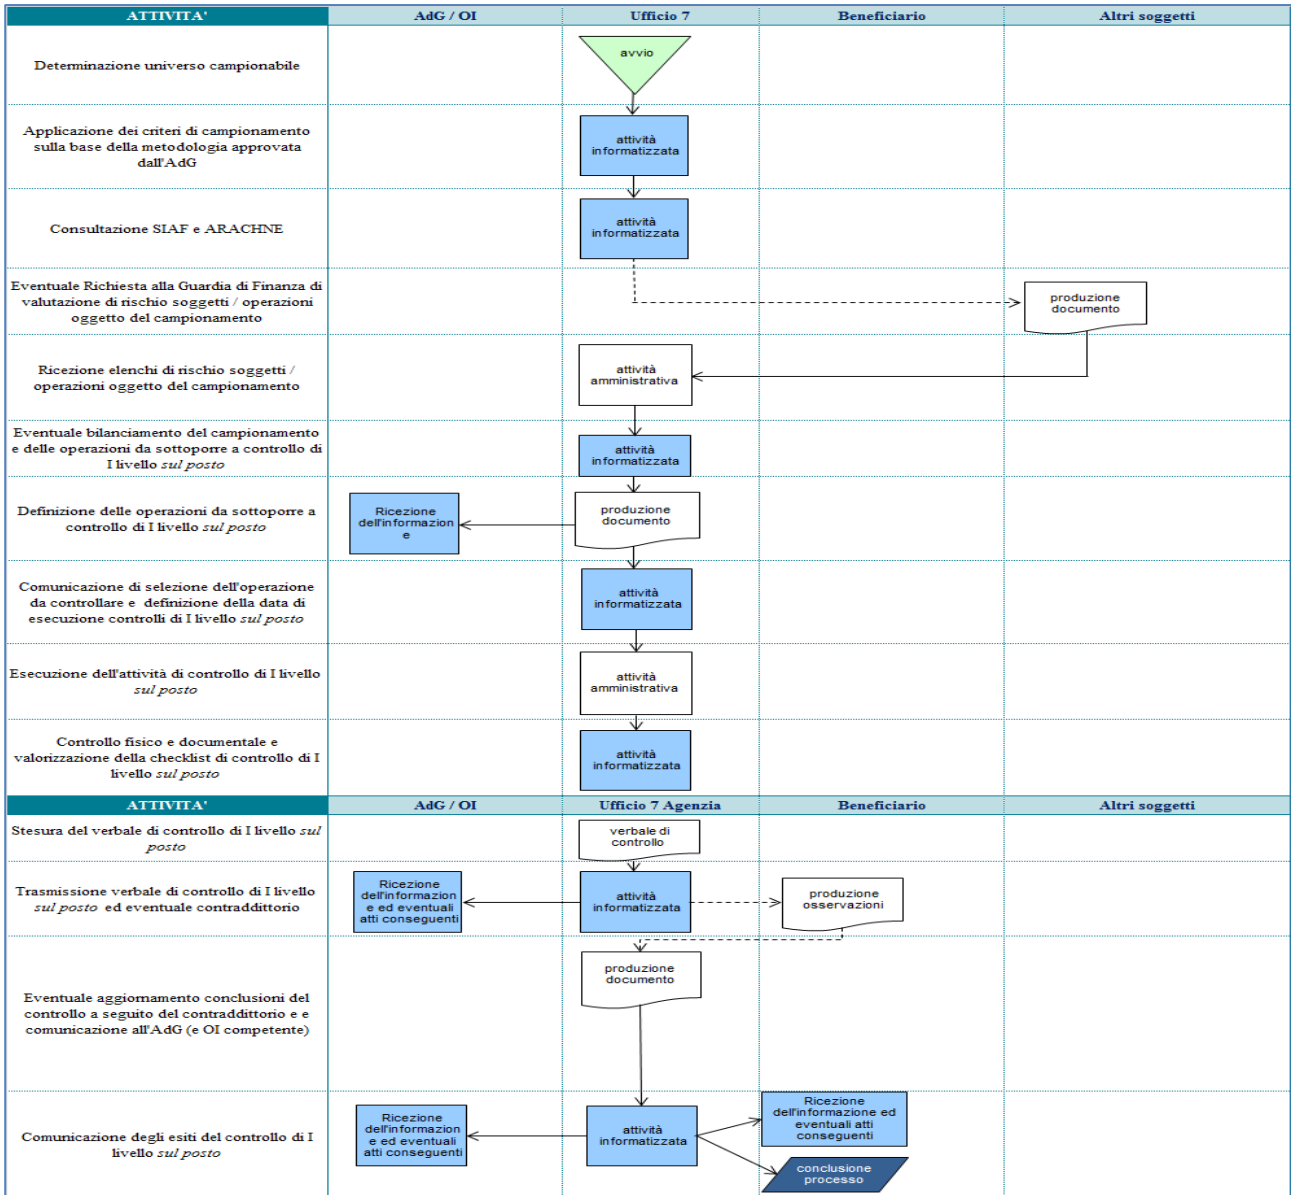 ATTIVITA'
AdG / OI
Ufficio 7
Beneficiario
Altri soggetti
Determinazione universo campionabile
avvio
Applicazione dei criteri di campionamento
sulla base della metodologia approvata
dall'AdG
attività
informatizzata
Consultazione SIAF e ARACHNE
attività
informatizzata
Eventuale Richiesta alla Guardia di Finanza di
valutazione di rischio soggetti / operazioni
oggetto del campionamento
produzione
documento
Ricezione elenchi di rischio soggetti /
operazioni oggetto del campionamento
attività
amministrativa
Eventuale bilanciamento del campionamento
e delle operazioni da sottoporre a controllo di
I livello sul posto
attività
informatizzata
Definizione delle operazioni da sottoporre a
controllo di I livello sul posto
Ricezione
dell'informazion
e
produzione
documento
Comunicazione di selezione dell'operazione
da controllare e definizione della data di
esecuzione controlli di I livello sul posto
attività
informatizzata
Esecuzione dell'attività di controllo di I livello
sul posto
attività
amministrativa
Controllo fisico e documentale e
valorizzazione della checklist di controllo di I
livello sul posto
attività
informatizzata
ATTIVITA'
AdG / OI
Ufficio 7 Agenzia
Beneficiario
Altri soggetti
Stesura del verbale di controllo di I livello sul
posto
verbale di
controllo
Trasmissione verbale di controllo di I livello
sul posto ed eventuale contraddittorio
Ricezione
dell'informazion
e ed eventuali
atti conseguenti
attività
informatizzata
produzione
osservazioni
Eventuale aggiornamento conclusioni del
controllo a seguito del contraddittorio e e
comunicazione all'AdG (e OI competente)
produzione
documento
Comunicazione degli esiti del controllo di I
livello sul posto
Ricezione
dell'informazion
e ed eventuali
atti conseguenti
attività
informatizzata
Ricezione
dell'informazione ed
eventuali atti
conseguenti
conclusione
processo